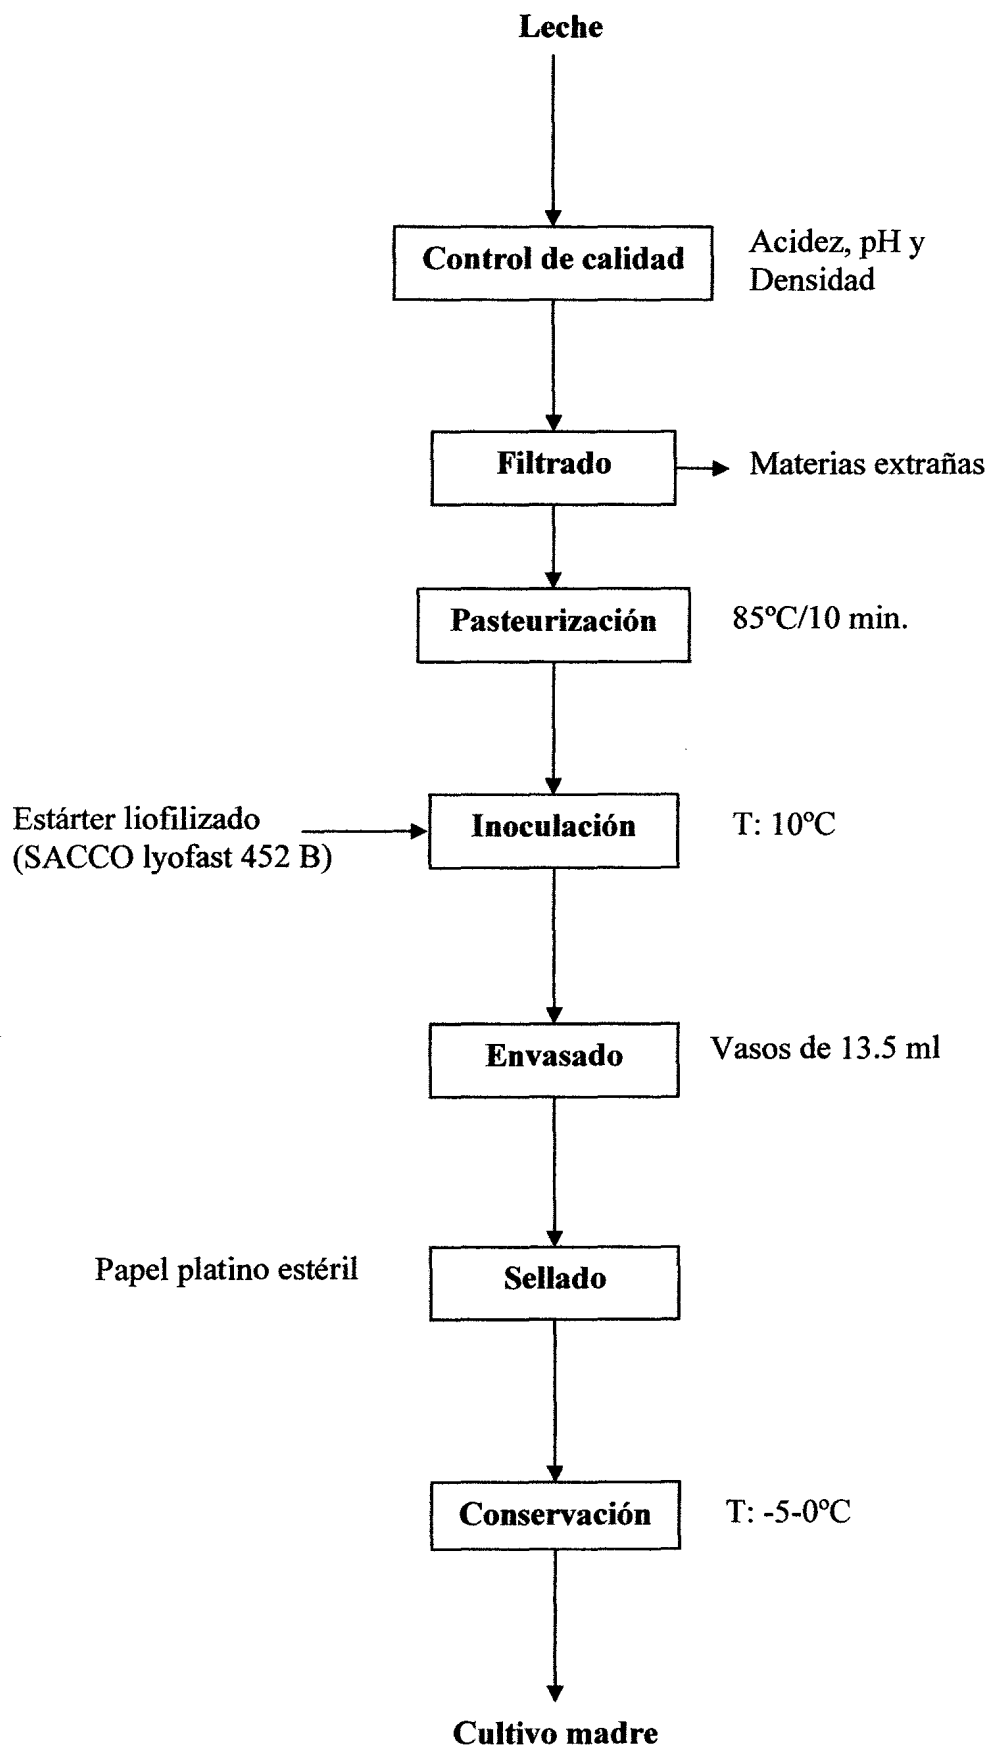 Leche
Control de calidad
Acidez, pH y
Densidad
Filtrado
Materias extrañas
Pasteurización
85ºC/10 min.
Estárter liofilizado
(SACCO lyofast 452 B)
Inoculación
T: 10ºC
Envasado
Vasos de 13.5 ml
Papel platino estéril
Sellado
Conservación
T: -5-0ºC
Cultivo madre